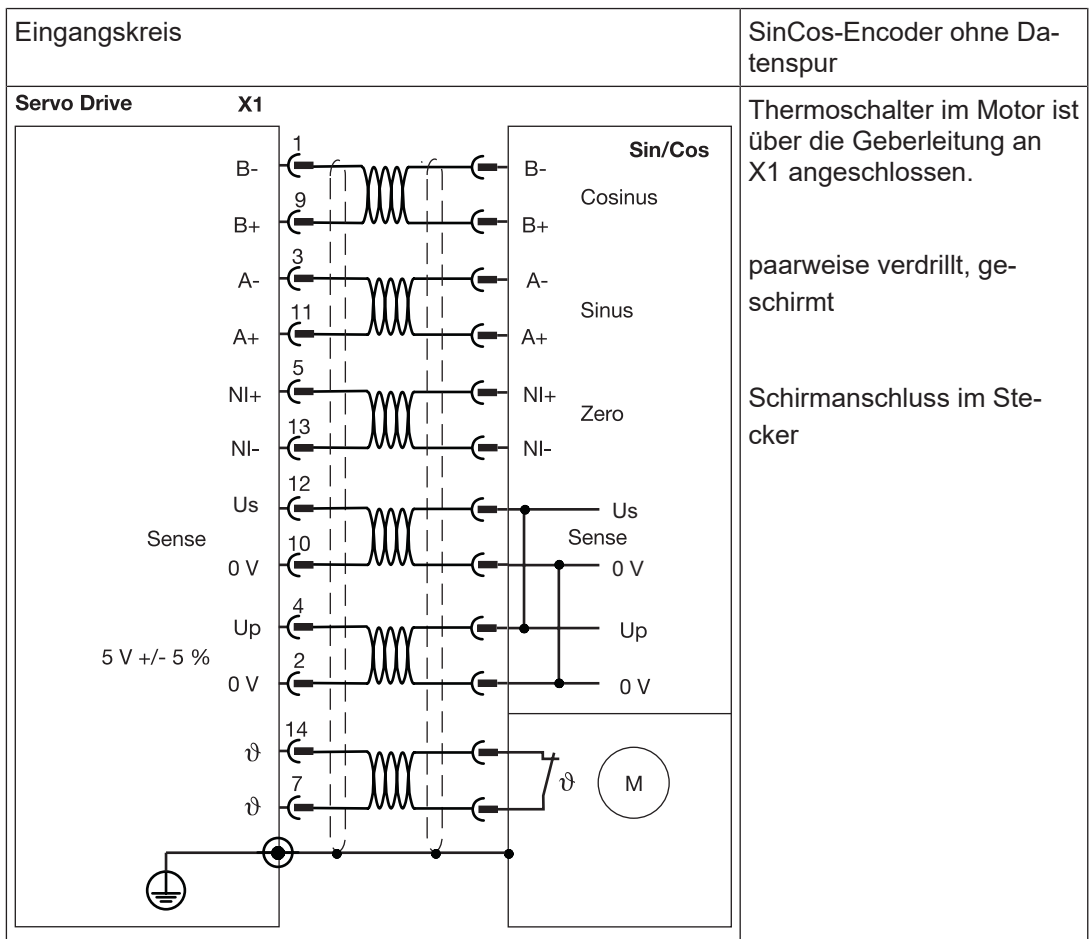 Eingangskreis
SinCos-Encoder ohne Da-
tenspur
Servo Drive X1
Thermoschalter im Motor ist
über die Geberleitung an
X1 angeschlossen.
paarweise verdrillt, ge-
schirmt
Schirmanschluss im Ste-
cker
Sin/Cos
B- 1 B-
Cosinus
B+ 9 B+
A- 3 A-
Sinus
A+ 11 A+
NI+ 5 NI+
Zero
NI- 13 NI-
Us 12 Us
Sense Sense
0 V 10 0 V
Up 4 Up
5 V +/- 5 %
0 V 2 0 V
ϑ 14
ϑ M
ϑ 7